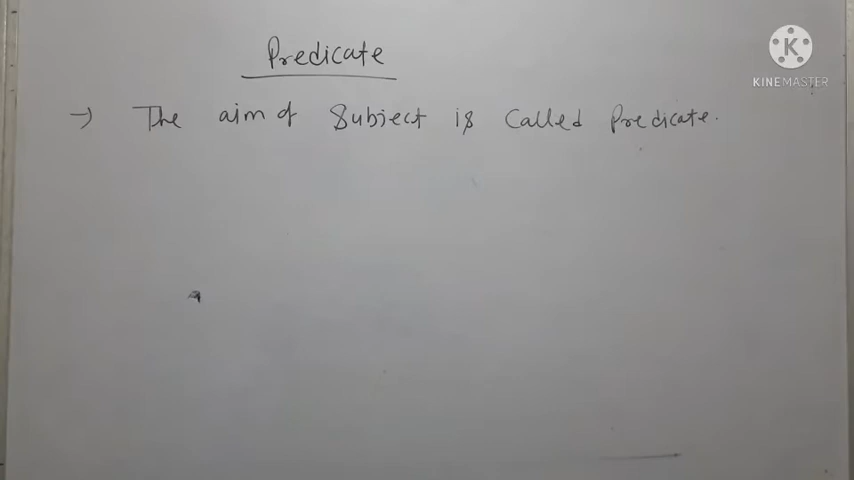 Predicate
K
KINEMASTER
→ The aim of Subject is called Predicate.